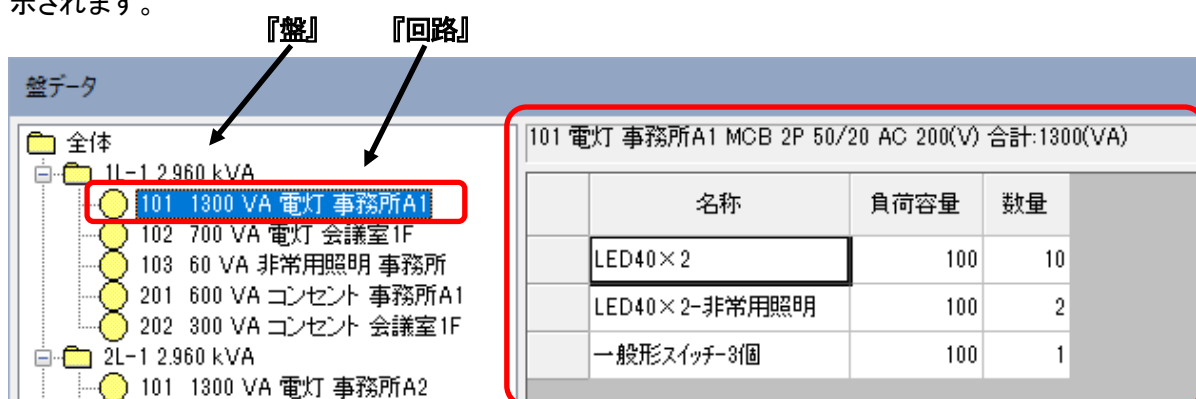 示されます。
『盤』 『回路』
盤データ
全体
1L-1 2.960 kVA
101 1300 VA 電灯 事務所A1
102 700 VA 電灯 会議室1F
103 60 VA 非常用照明 事務所
201 600 VA コンセント 事務所A1
202 300 VA コンセント 会議室1F
2L-1 2.960 kVA
101 1300 VA 電灯 事務所A2
101 電灯 事務所A1 MCB 2P 50/20 AC 200(V) 合計:1300(VA)
名称 負荷容量 数量
LED40×2 100 10
LED40×2-非常用照明 100 2
一般形スイッチ-3個 100 1